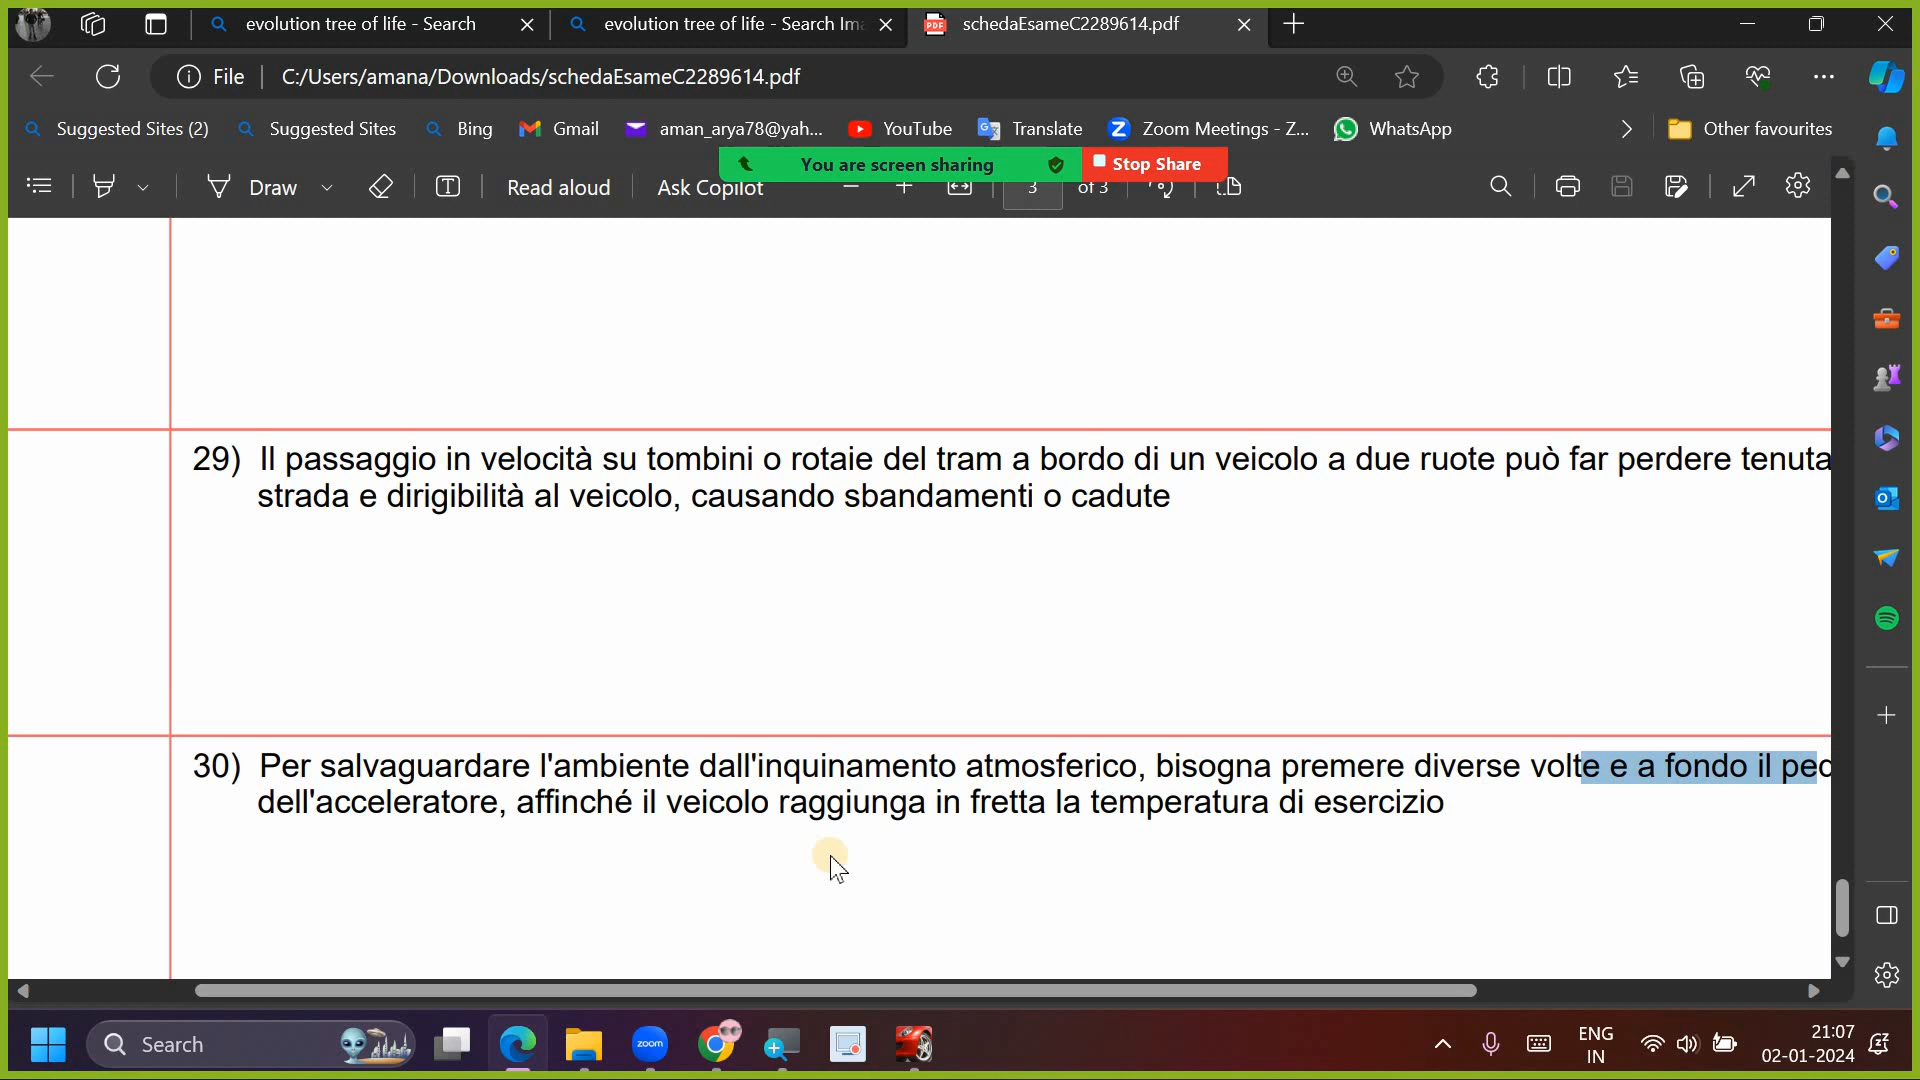 evolution tree of life - Search
evolution tree of life - Search Im
schedaEsameC2289614.pdf
File
C:/Users/amana/Downloads/schedaEsameC2289614.pdf
Suggested Sites (2)
Suggested Sites
Bing
Gmail
aman_arya78@yah...
YouTube
Translate
Zoom Meetings - Z...
WhatsApp
Other favourites
You are screen sharing
Stop Share
Draw
Read aloud
Ask Copilot
3
of 3
29) Il passaggio in velocità su tombini o rotaie del tram a bordo di un veicolo a due ruote può far perdere tenuta
strada e dirigibilità al veicolo, causando sbandamenti o cadute
30) Per salvaguardare l'ambiente dall'inquinamento atmosferico, bisogna premere diverse volte e a fondo il ped
dell'acceleratore, affinché il veicolo raggiunga in fretta la temperatura di esercizio
Search
zoom
ENG
IN
21:07
02-01-2024